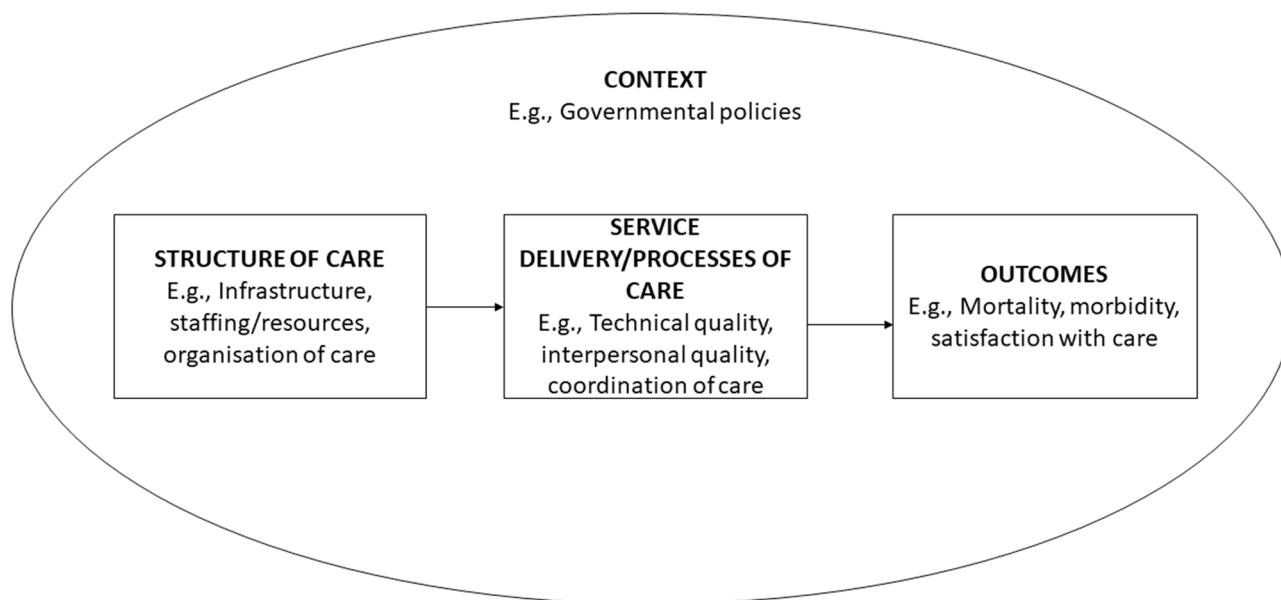 CONTEXT
E.g., Governmental policies
STRUCTURE OF CARE
E.g., Infrastructure,
staffing/resources,
organisation of care
SERVICE
DELIVERY/PROCESSES OF
CARE
E.g., Technical quality,
interpersonal quality,
coordination of care
OUTCOMES
E.g., Mortality, morbidity,
satisfaction with care